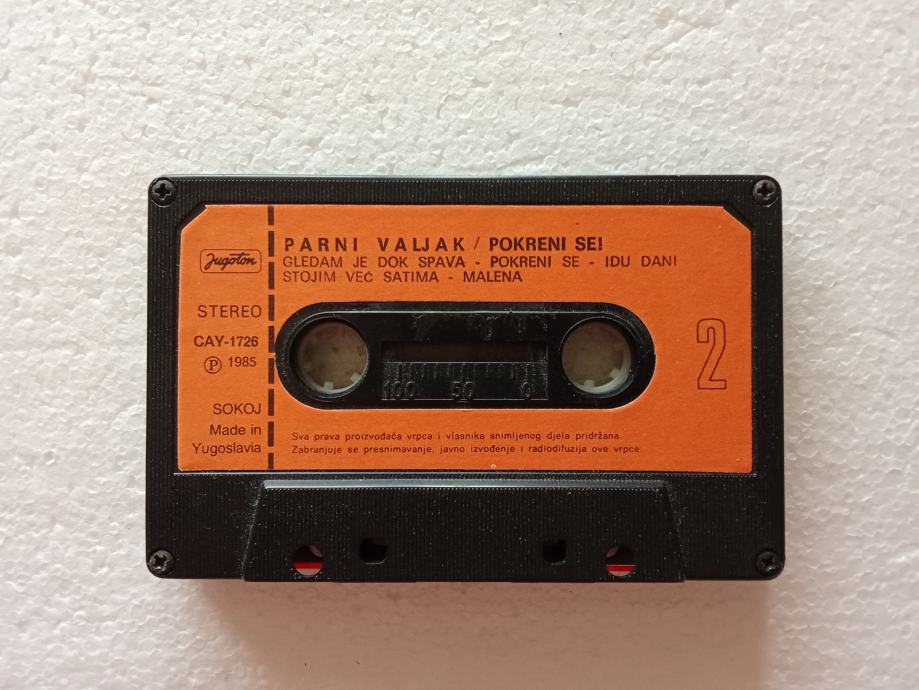 Jugoton
STEREO
CAY-1726
Ⓟ 1985
SOKOJ
Made in
Yugoslavia
PARNI VALJAK / POKRENI SE!
GLEDAM JE DOK SPAVA - POKRENI SE - IDU DANI
STOJIM VEĆ SATIMA - MALENA
100 50 0
2
Sva prava proizvođača vrpca i vlasnika snimljenog djela pridržana.
Zabranjuje se presnimavanje, javno izvođenje i radiodifuzija ove vrpce.